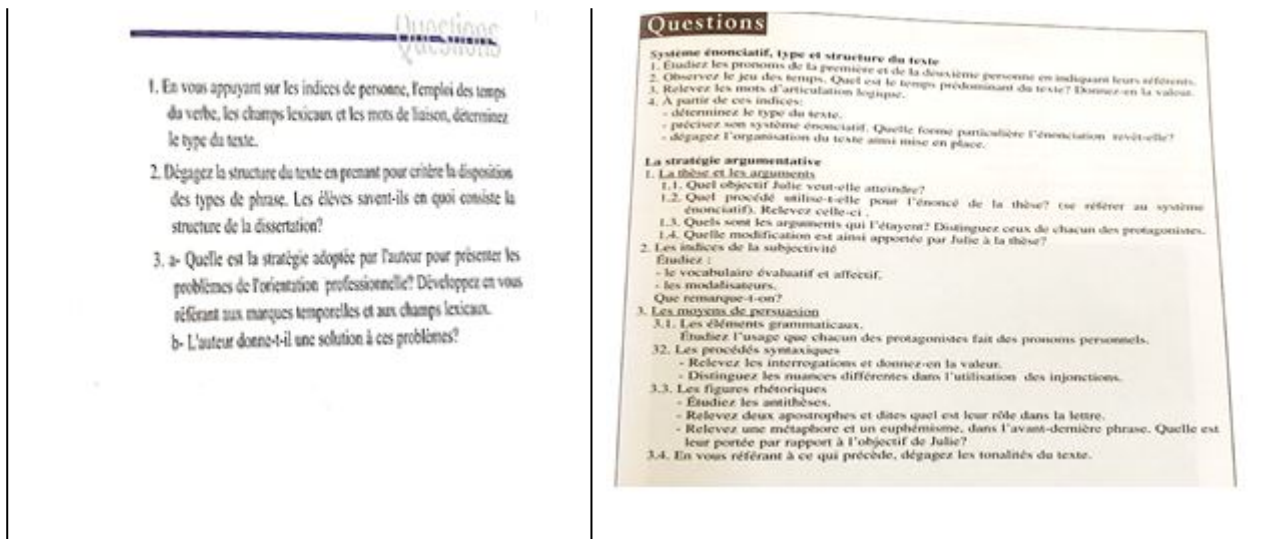 Questions
1. En vous appuyant sur les indices de personne, l'emploi des temps
du verbe, les champs lexicaux et les mots de liaison, déterminez
le type du texte.
2. Dégagez la structure du texte en prenant pour critère la disposition
des types de phrase. Les élèves savent-ils en quoi consiste la
structure de la dissertation?
3. a- Quelle est la stratégie adoptée par l'auteur pour présenter les
problèmes de l'orientation professionnelle? Développez en vous
référant aux marques temporelles et aux champs lexicaux.
b- L'auteur donne-t-il une solution à ces problèmes?
Questions
Système énonciatif, type et structure du texte
1. Étudiez les pronoms de la première et de la deuxième personne en indiquant leurs référents.
2. Observez le jeu des temps. Quel est le temps prédominant du texte? Donnez-en la valeur.
3. Relevez les mots d'articulation logique.
4. À partir de ces indices:
- déterminez le type du texte.
- précisez son système énonciatif. Quelle forme particulière l'énonciation revêt-elle?
- dégagez l'organisation du texte ainsi mise en place.
La stratégie argumentative
1. La thèse et les arguments
1.1. Quel objectif Julie veut-elle atteindre?
1.2. Quel procédé utilise-t-elle pour l'énoncé de la thèse? (se référer au système
énonciatif). Relevez celle-ci .
1.3. Quels sont les arguments qui l'étayent? Distinguez ceux de chacun des protagonistes.
1.4. Quelle modification est ainsi apportée par Julie à la thèse?
2. Les indices de la subjectivité
Étudiez :
- le vocabulaire évaluatif et affectif.
- les modalisateurs.
Que remarque-t-on?
3. Les moyens de persuasion
3.1. Les éléments grammaticaux.
Étudiez l'usage que chacun des protagonistes fait des pronoms personnels.
32. Les procédés syntaxiques
- Relevez les interrogations et donnez-en la valeur.
- Distinguez les nuances différentes dans l'utilisation des injonctions.
3.3. Les figures rhétoriques
- Étudiez les antithèses.
- Relevez deux apostrophes et dites quel est leur rôle dans la lettre.
- Relevez une métaphore et un euphémisme, dans l'avant-dernière phrase. Quelle est
leur portée par rapport à l'objectif de Julie?
3.4. En vous référant à ce qui précède, dégagez les tonalités du texte.